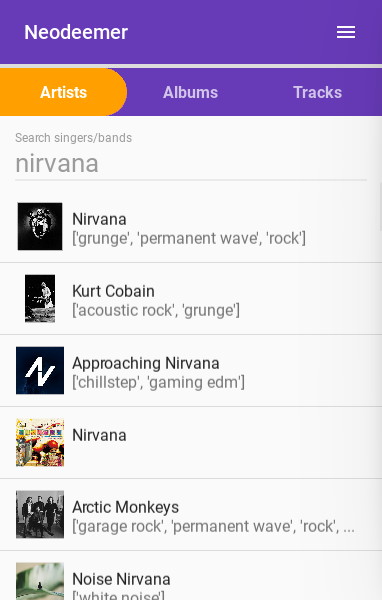 Neodeemer
Artists
Albums
Tracks
Search singers/bands
nirvana
Nirvana
['grunge', 'permanent wave', 'rock']
Kurt Cobain
['acoustic rock', 'grunge']
Approaching Nirvana
['chillstep', 'gaming edm']
Nirvana
Arctic Monkeys
['garage rock', 'permanent wave', 'rock', ...
Noise Nirvana
['white noise']